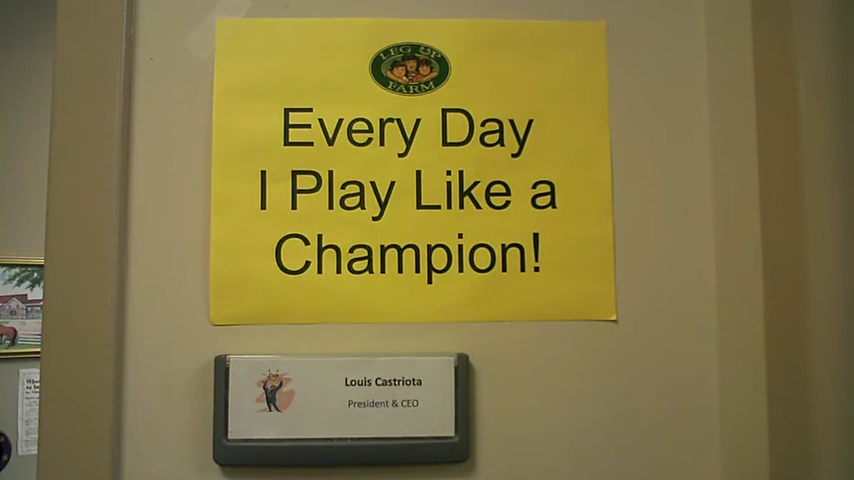 LEG UP
FARM
Every Day
I Play Like a
Champion!
Louis Castriota
President & CEO